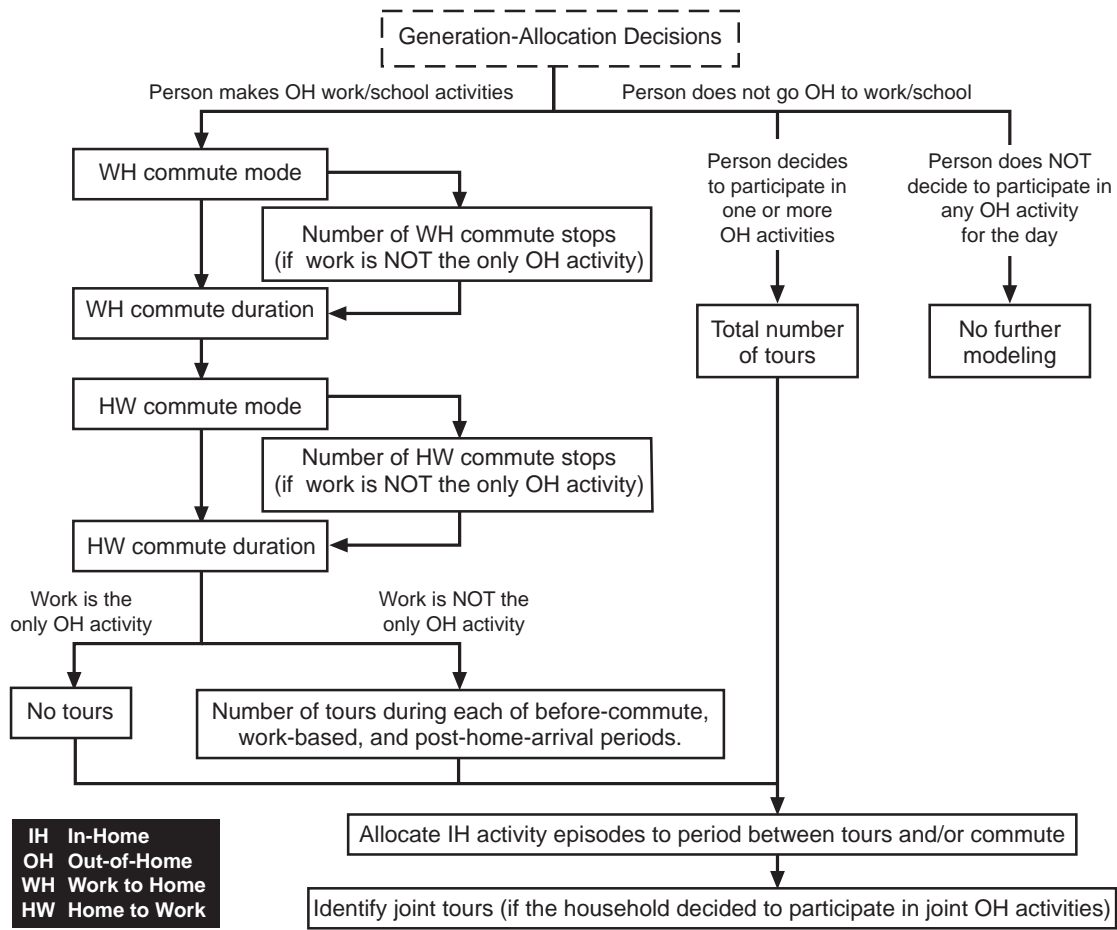 Generation-Allocation Decisions
Person makes OH work/school activities
Person does not go OH to work/school
WH commute mode
Person decides
to participate in
one or more
OH activities
Person does NOT
decide to participate in
any OH activity
for the day
Number of WH commute stops
(if work is NOT the only OH activity)
WH commute duration
Total number
of tours
No further
modeling
HW commute mode
Number of HW commute stops
(if work is NOT the only OH activity)
HW commute duration
Work is the
only OH activity
Work is NOT the
only OH activity
No tours
Number of tours during each of before-commute,
work-based, and post-home-arrival periods.
IH In-Home
OH Out-of-Home
WH Work to Home
HW Home to Work
Allocate IH activity episodes to period between tours and/or commute
Identify joint tours (if the household decided to participate in joint OH activities)